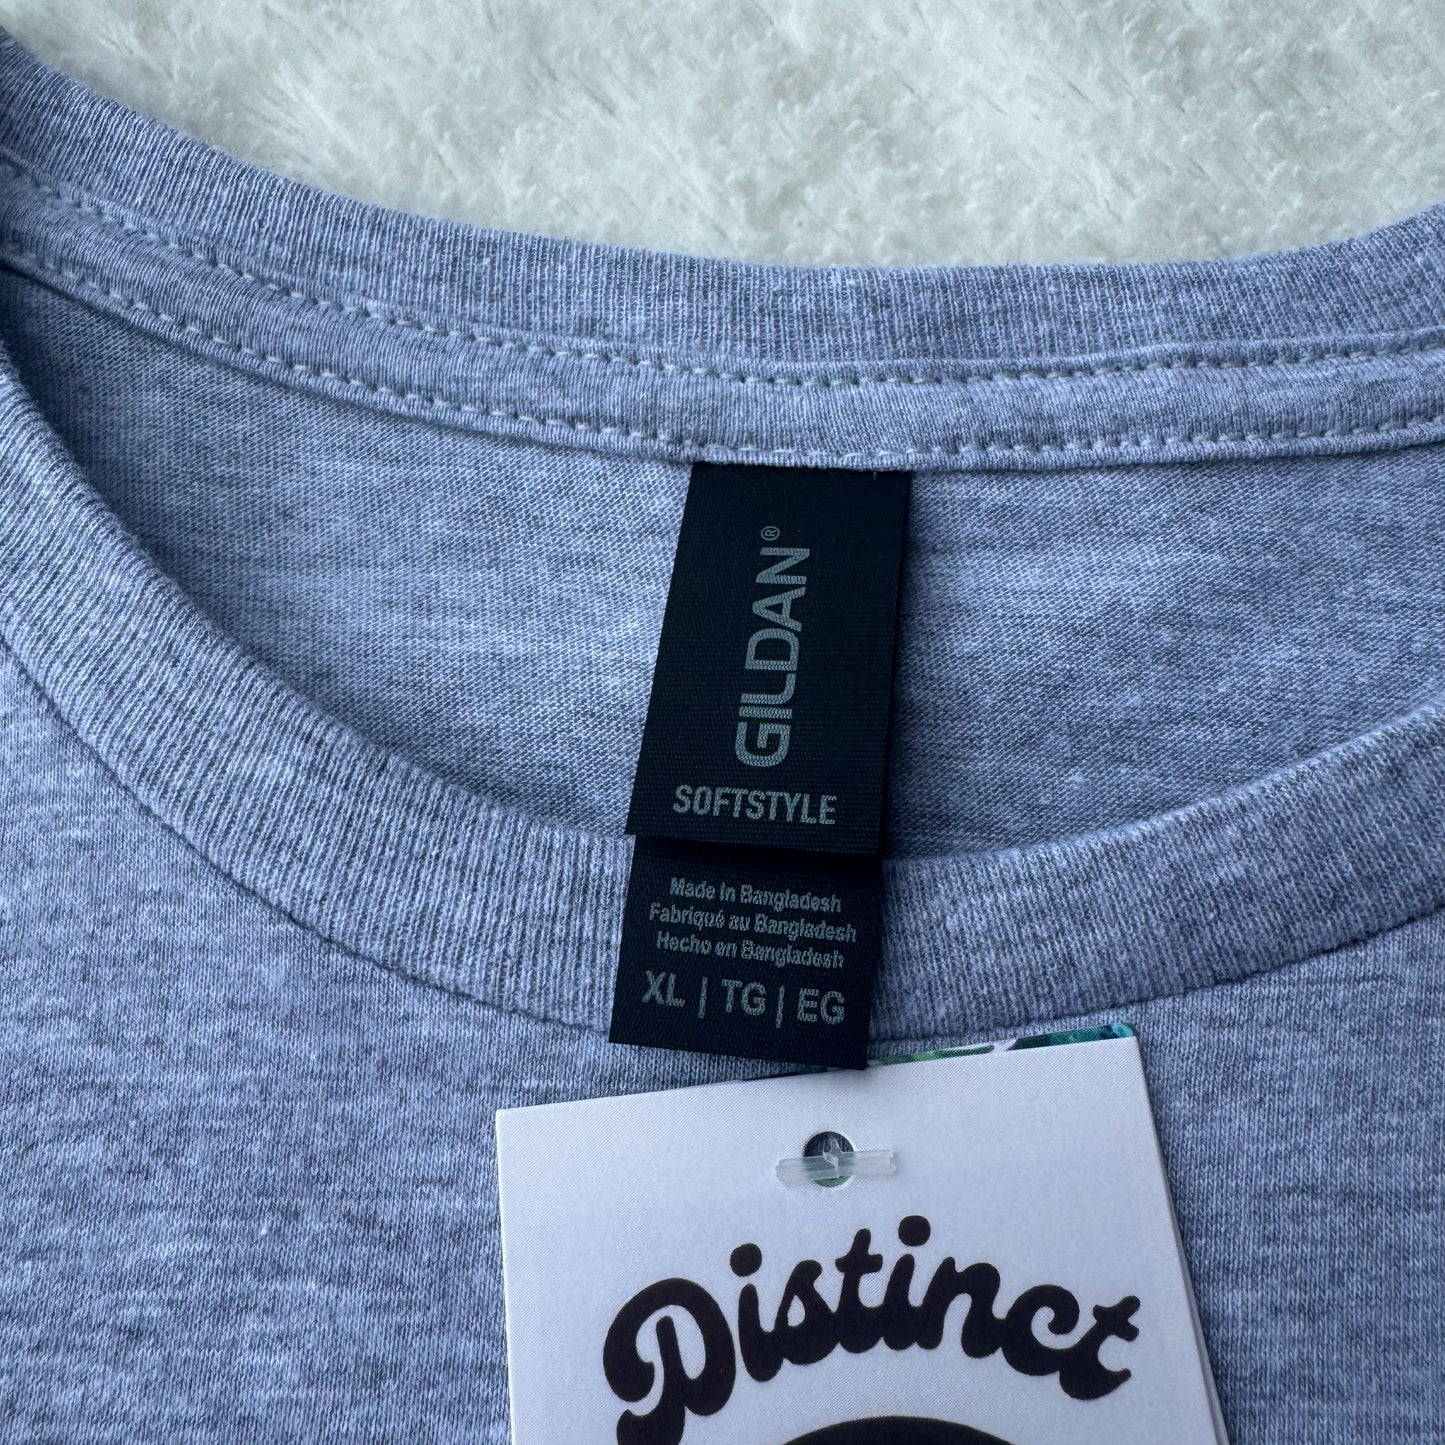 GILDAN®
SOFTSTYLE
Made in Bangladesh
Fabriqué au Bangladesh
Hecho en Bangladesh
XL | TG | EG
Distinct